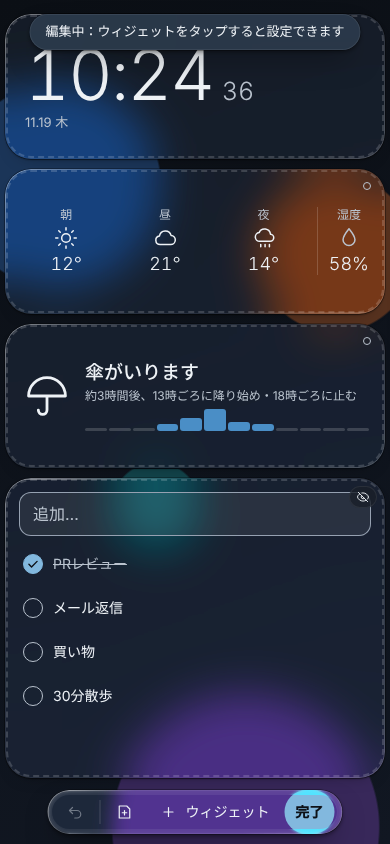 編集中：ウィジェットをタップすると設定できます
10:24 36
11.19 木
朝 昼 夜 湿度
12° 21° 14° 58%
傘がいります
約3時間後、13時ごろに降り始め・18時ごろに止む
追加...
PRレビュー
メール返信
買い物
30分散歩
+ ウィジェット 完了